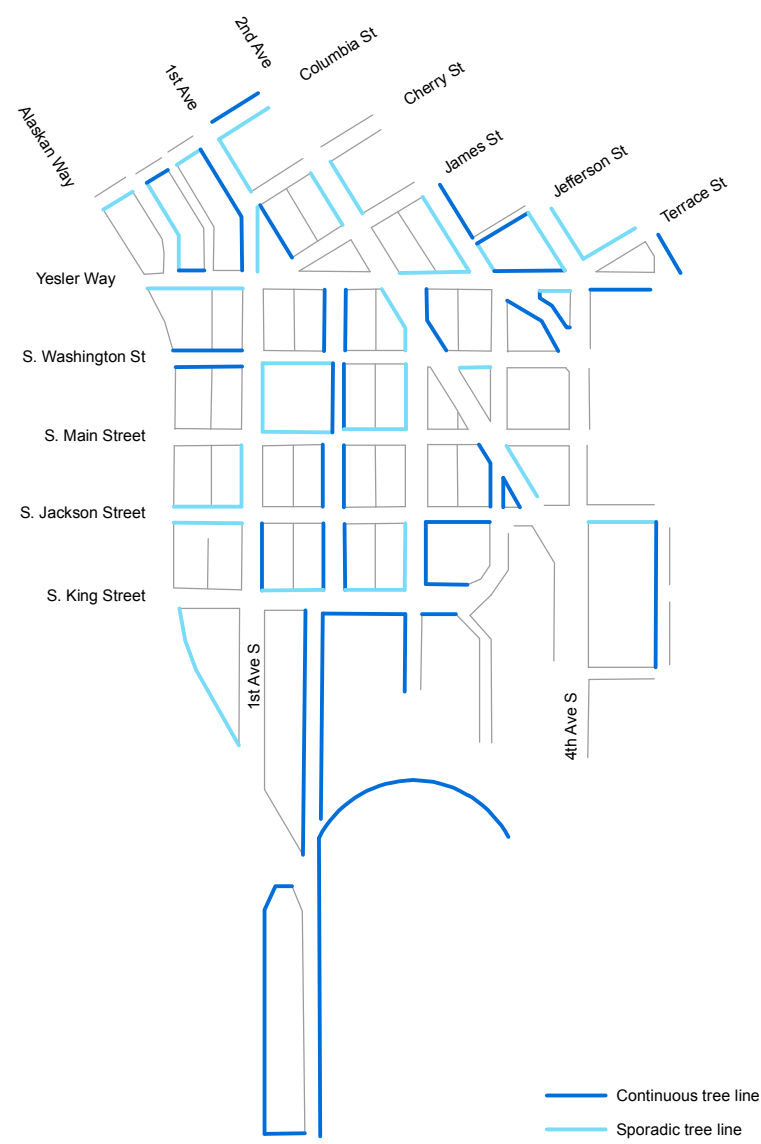 2nd Ave
Columbia St
1st Ave
Cherry St
Alaskan Way
James St
Jefferson St
Terrace St
Yesler Way
S. Washington St
S. Main Street
S. Jackson Street
S. King Street
1st Ave S
4th Ave S
Continuous tree line
Sporadic tree line